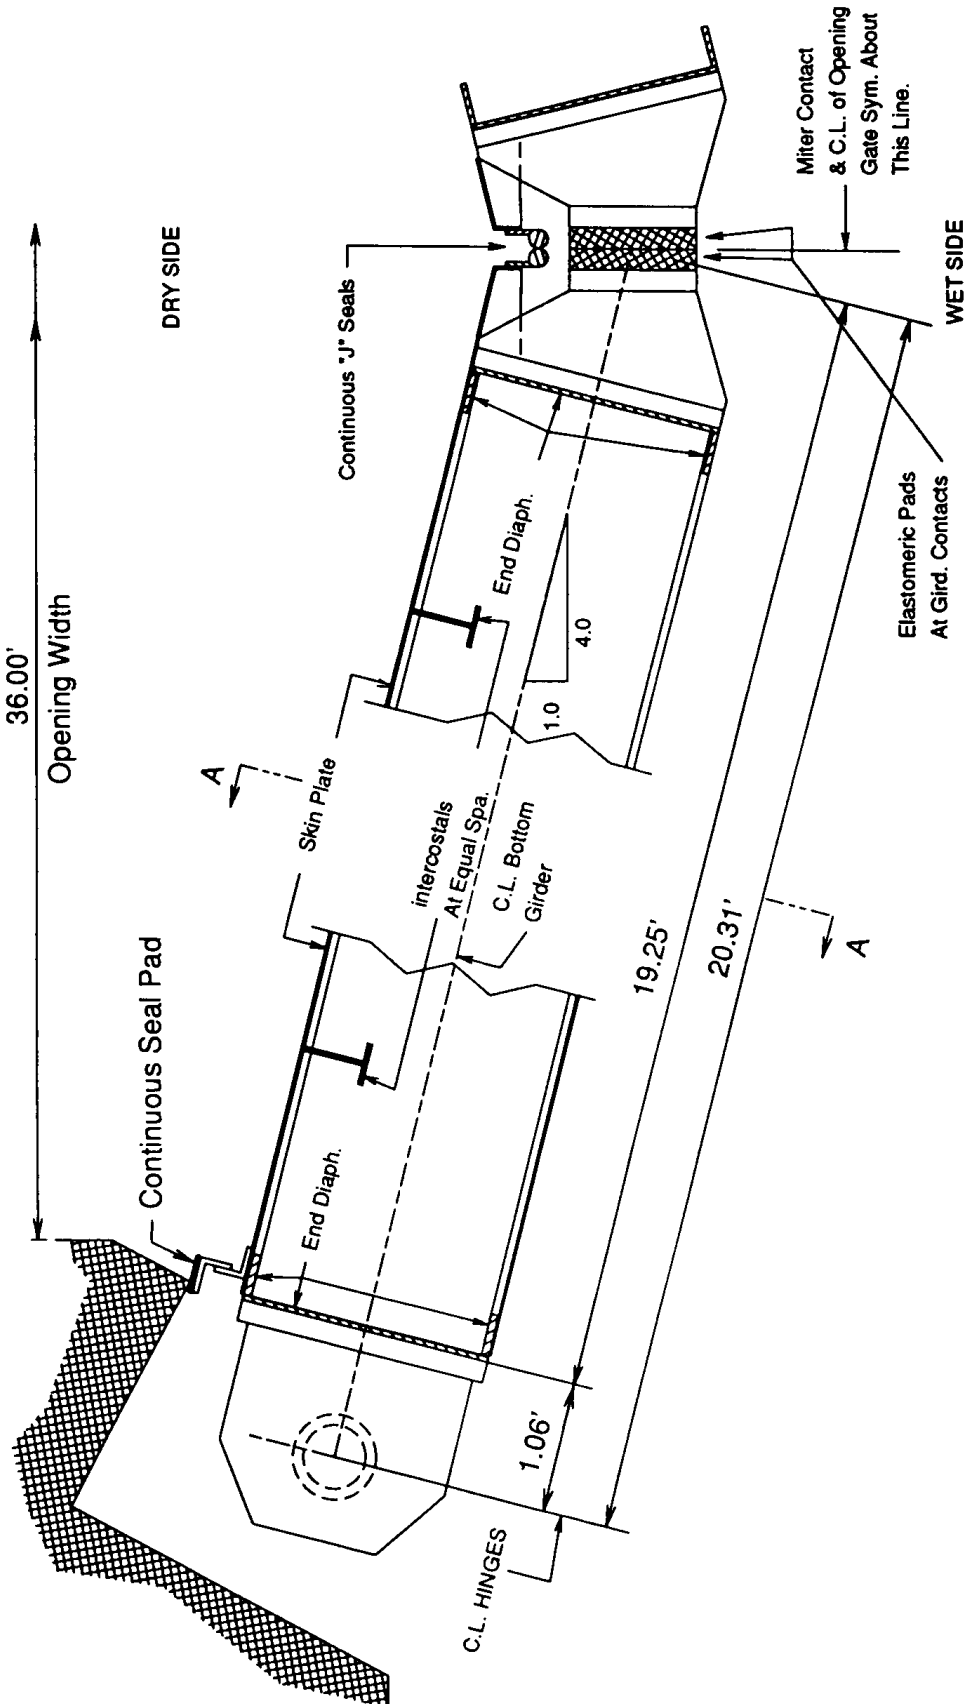 36.00'
Opening Width
DRY SIDE
Continuous Seal Pad
Continuous "J" Seals
Miter Contact
& C.L. of Opening
Gate Sym. About
This Line.
A
Skin Plate
End Diaph.
intercostals
At Equal Spa.
C.L. Bottom
Girder
1.0
4.0
End Diaph.
WET SIDE
Elastomeric Pads
At Gird. Contacts
19.25'
20.31'
A
1.06'
C.L. HINGES